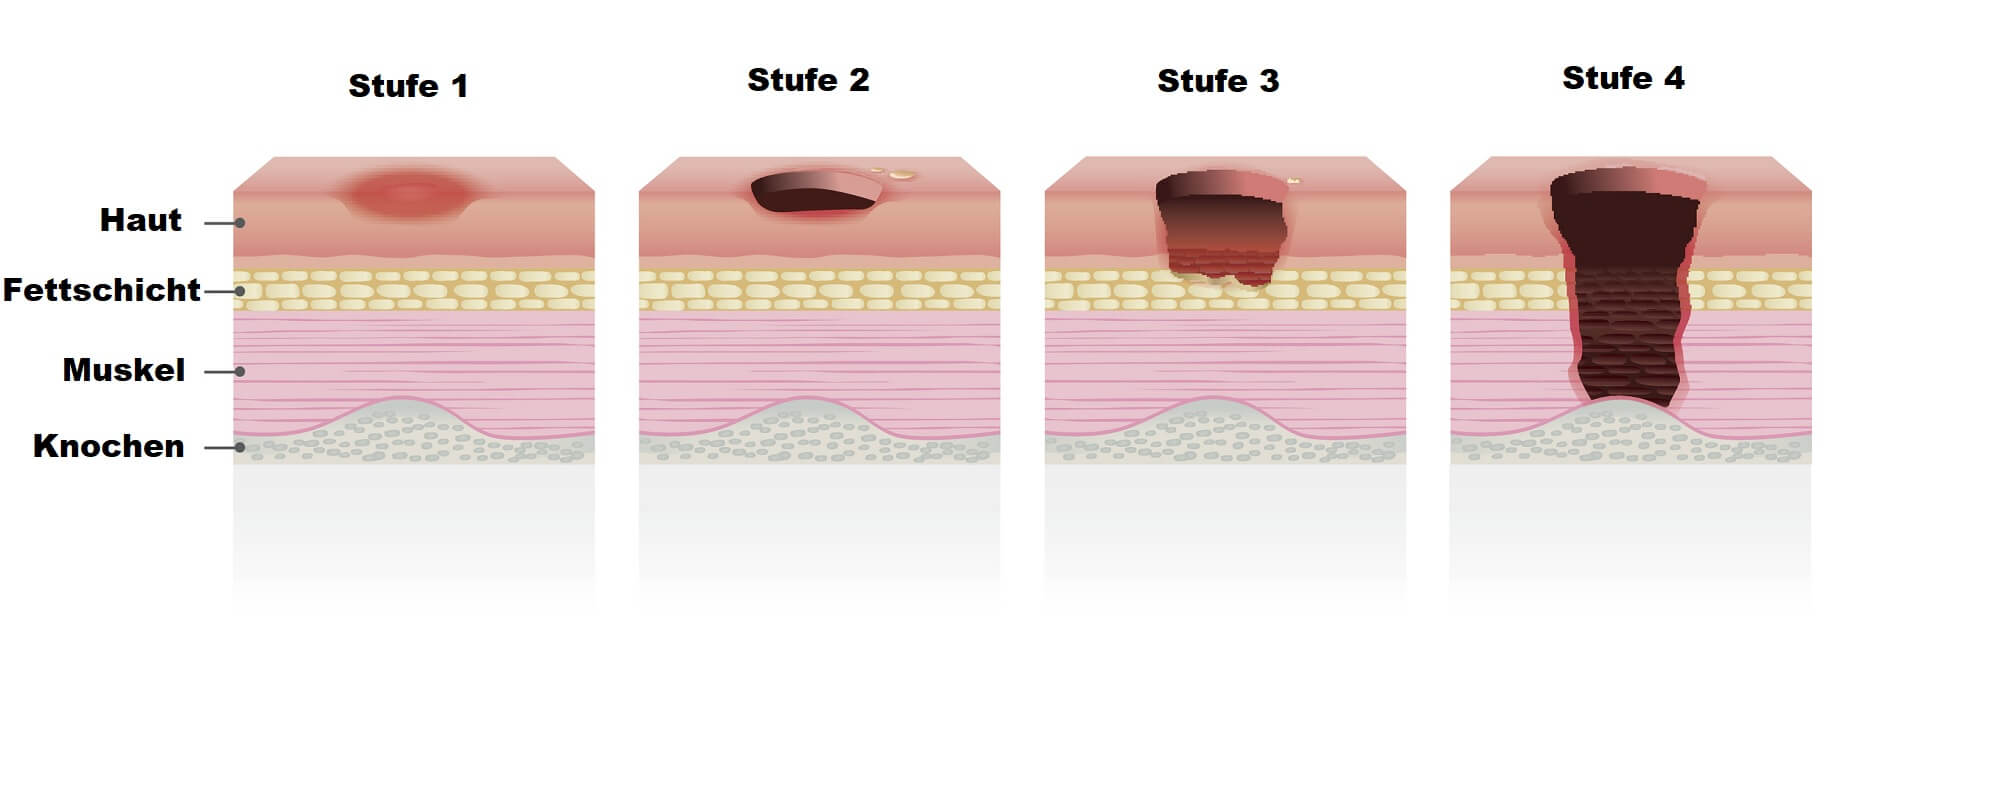 Stufe 1
Stufe 2
Stufe 3
Stufe 4
Haut
Fettschicht
Muskel
Knochen